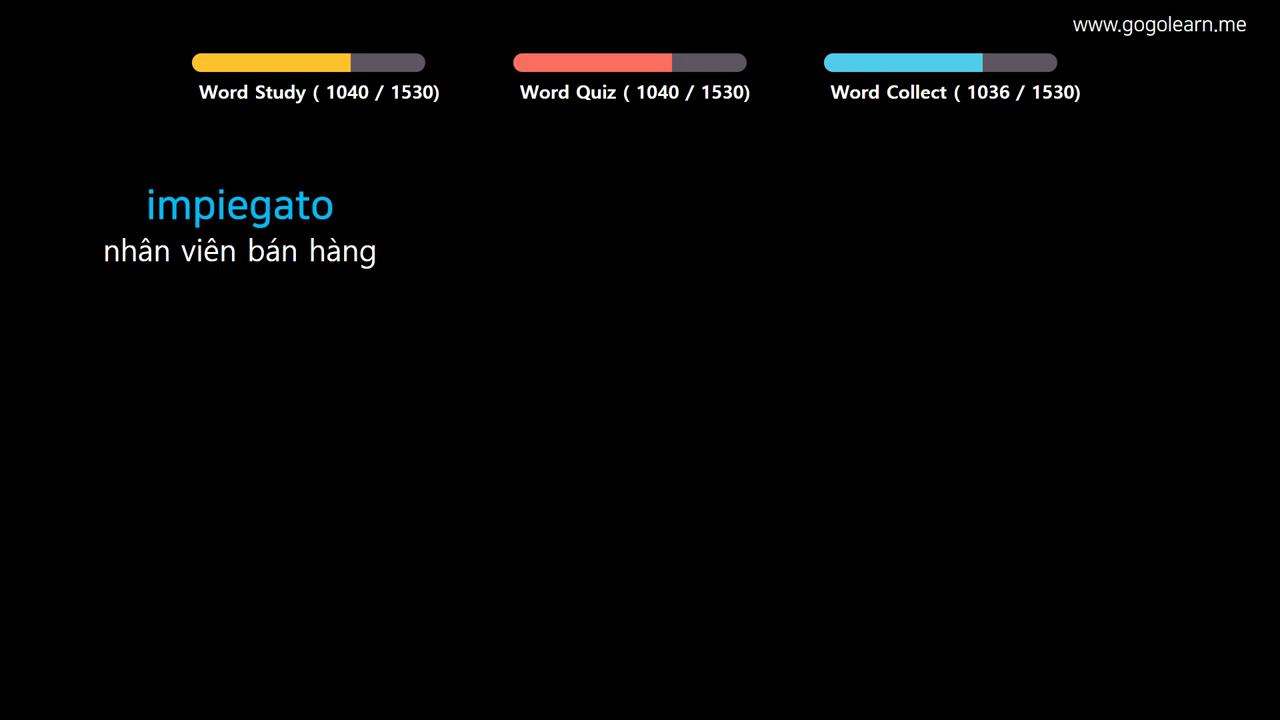 www.gogolearn.me
Word Study ( 1040 / 1530)
Word Quiz ( 1040 / 1530)
Word Collect ( 1036 / 1530)
impiegato
nhân viên bán hàng